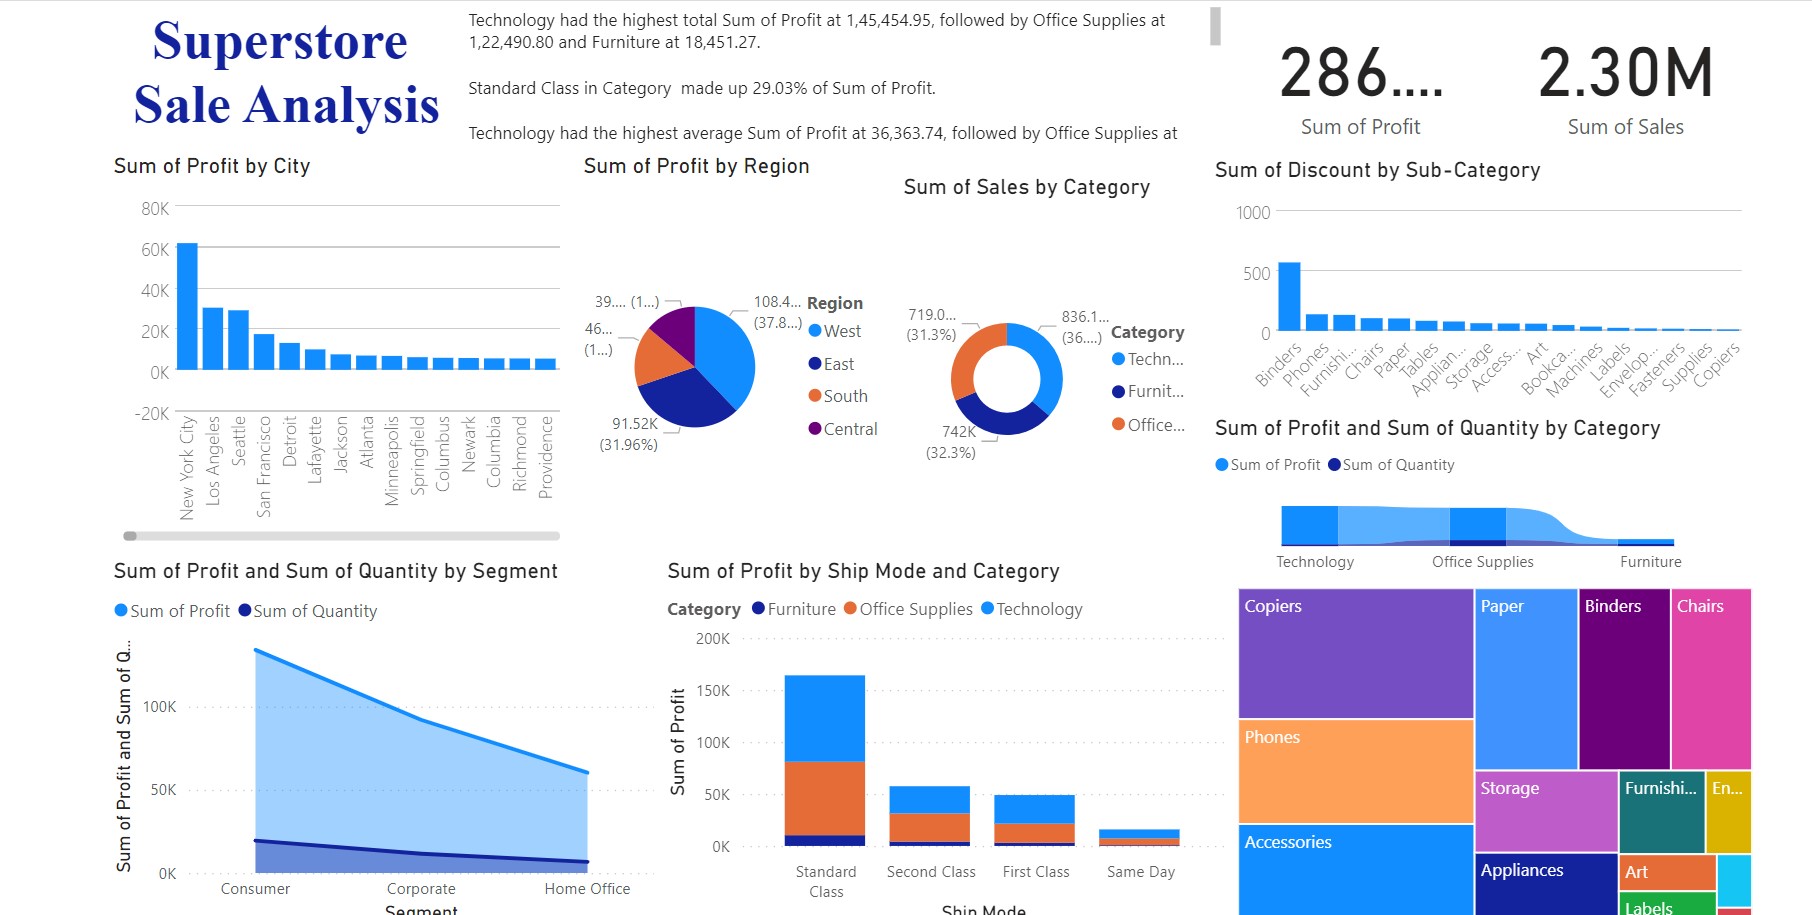 Superstore
Sale Analysis
Technology had the highest total Sum of Profit at 1,45,454.95, followed by Office Supplies at
1,22,490.80 and Furniture at 18,451.27.
Standard Class in Category made up 29.03% of Sum of Profit.
Technology had the highest average Sum of Profit at 36,363.74, followed by Office Supplies at
286....
Sum of Profit
2.30M
Sum of Sales
Sum of Profit by City
80K
60K
40K
20K
0K
-20K
New York City
Los Angeles
Seattle
San Francisco
Detroit
Lafayette
Jackson
Atlanta
Minneapolis
Springfield
Columbus
Newark
Columbia
Richmond
Providence
Sum of Profit by Region
39.... (1...)
108.4...
(37.8...)
46...
(1...)
91.52K
(31.96%)
Region
West
East
South
Central
Sum of Sales by Category
719.0...
(31.3%)
836.1...
(36....)
742K
(32.3%)
Category
Techn...
Furnit...
Office...
Sum of Discount by Sub-Category
1000
500
0
Binders
Phones
Furnishi...
Chairs
Paper
Tables
Applian...
Storage
Access...
Art
Bookca...
Machines
Labels
Envelop...
Fasteners
Supplies
Copiers
Sum of Profit and Sum of Quantity by Category
Sum of Profit Sum of Quantity
Technology Office Supplies Furniture
Sum of Profit and Sum of Quantity by Segment
Sum of Profit Sum of Quantity
Sum of Profit and Sum of Q...
100K
50K
0K
Consumer Corporate Home Office
Segment
Sum of Profit by Ship Mode and Category
Category Furniture Office Supplies Technology
Sum of Profit
200K
150K
100K
50K
0K
Standard
Class
Second Class
First Class
Same Day
Ship Mode
Copiers
Phones
Accessories
Paper
Binders
Chairs
Storage
Appliances
Furnishi...
En...
Art
Labels